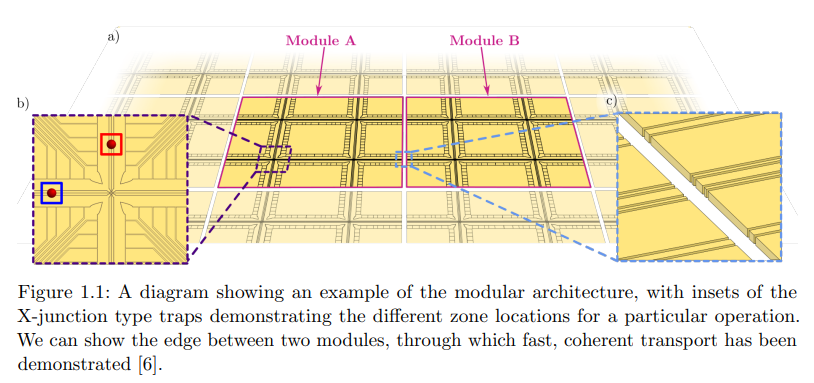 a)
Module A
Module B
b)
c)
Figure 1.1: A diagram showing an example of the modular architecture, with insets of the
X-junction type traps demonstrating the different zone locations for a particular operation.
We can show the edge between two modules, through which fast, coherent transport has been
demonstrated [6].